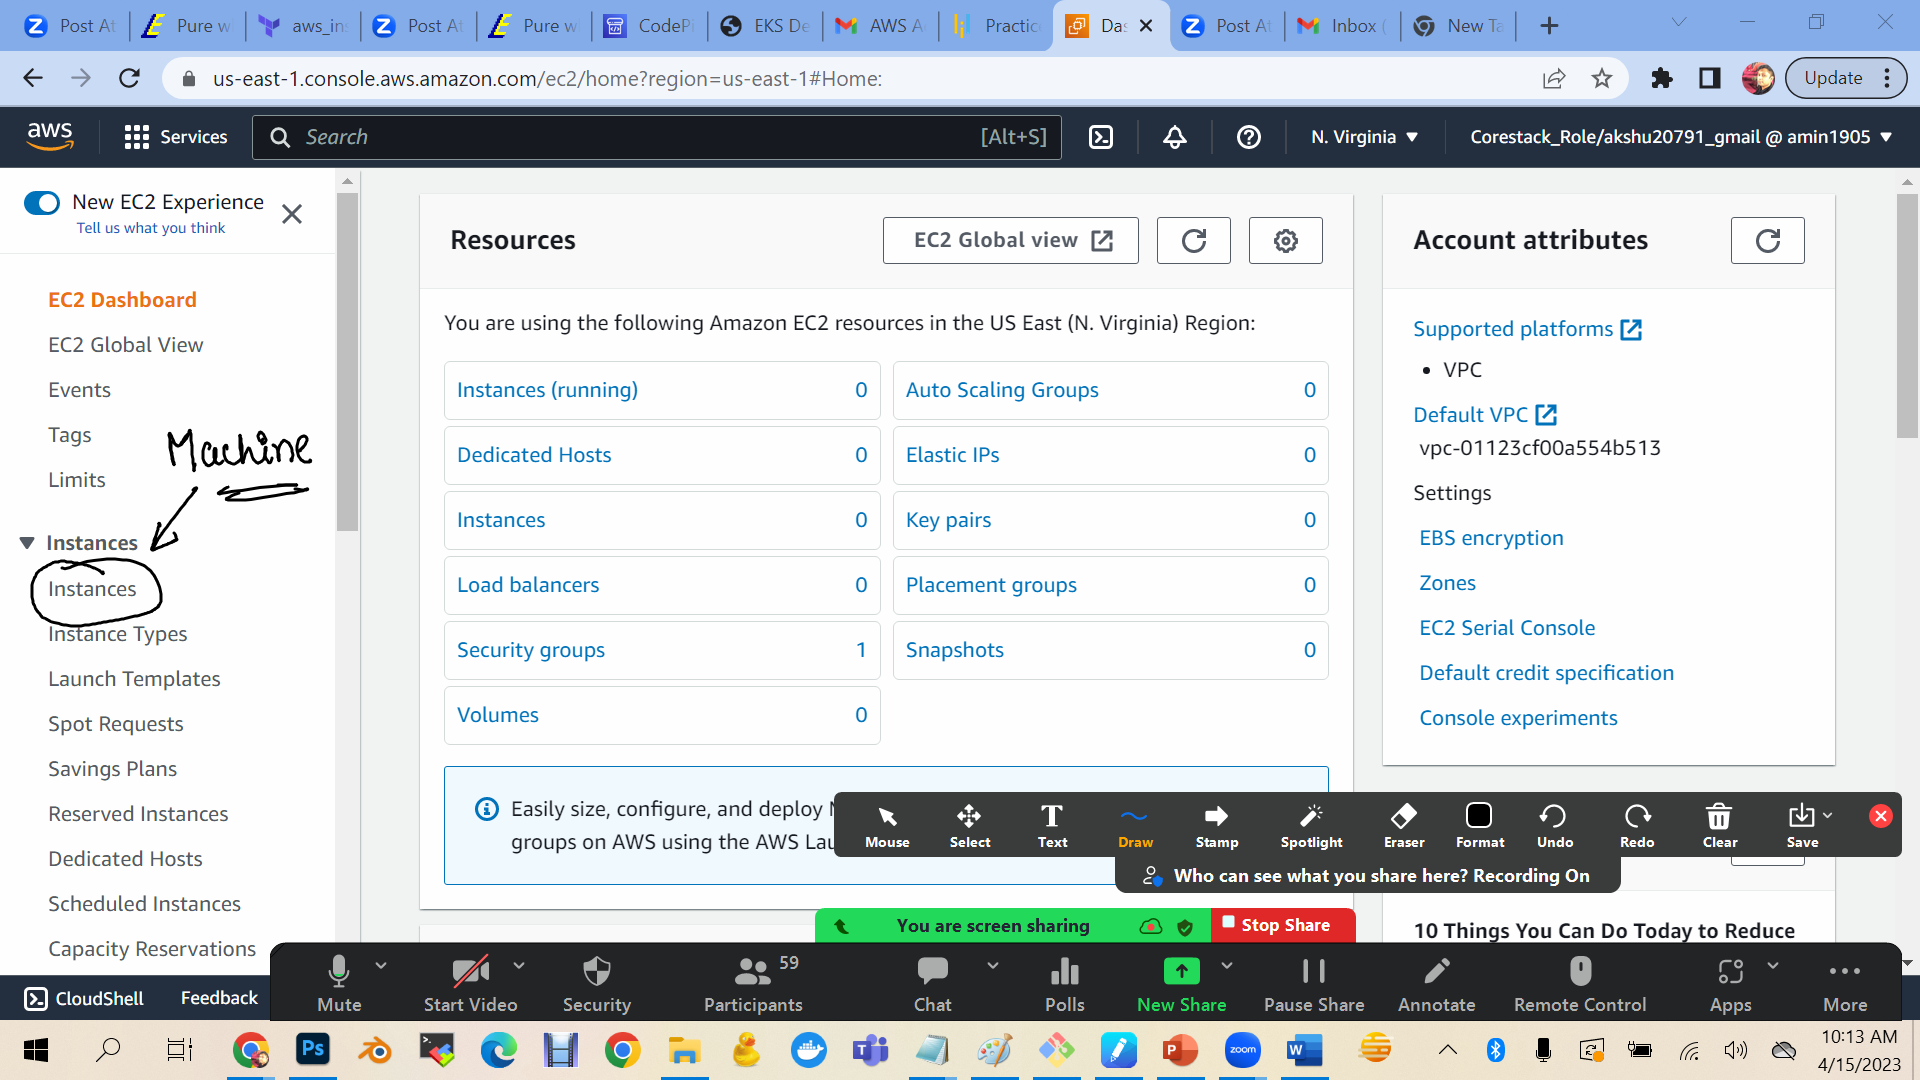 Post At
Pure w
aws_in
Post At
Pure w
CodePi
EKS De
AWS A
Practic
Das
Post At
Inbox (
New Ta
us-east-1.console.aws.amazon.com/ec2/home?region=us-east-1#Home:
Update
aws
Services
Search
[Alt+S]
N. Virginia
Corestack_Role/akshu20791_gmail @ amin1905
New EC2 Experience
Tell us what you think
EC2 Dashboard
EC2 Global View
Events
Tags
Limits
Machine
Instances
Instances
Instance Types
Launch Templates
Spot Requests
Savings Plans
Reserved Instances
Dedicated Hosts
Scheduled Instances
Capacity Reservations
Resources
EC2 Global view
You are using the following Amazon EC2 resources in the US East (N. Virginia) Region:
Instances (running) 0
Auto Scaling Groups 0
Dedicated Hosts 0
Elastic IPs 0
Instances 0
Key pairs 0
Load balancers 0
Placement groups 0
Security groups 1
Snapshots 0
Volumes 0
Easily size, configure, and deploy
groups on AWS using the AWS Lau
Account attributes
Supported platforms
VPC
Default VPC
vpc-01123cf00a554b513
Settings
EBS encryption
Zones
EC2 Serial Console
Default credit specification
Console experiments
Mouse
Select
Text
Draw
Stamp
Spotlight
Eraser
Format
Undo
Redo
Clear
Save
Who can see what you share here? Recording On
You are screen sharing
Stop Share
10 Things You Can Do Today to Reduce
CloudShell
Feedback
Mute
Start Video
Security
Participants
59
Chat
Polls
New Share
Pause Share
Annotate
Remote Control
Apps
More
Ps
zoom
10:13 AM
4/15/2023